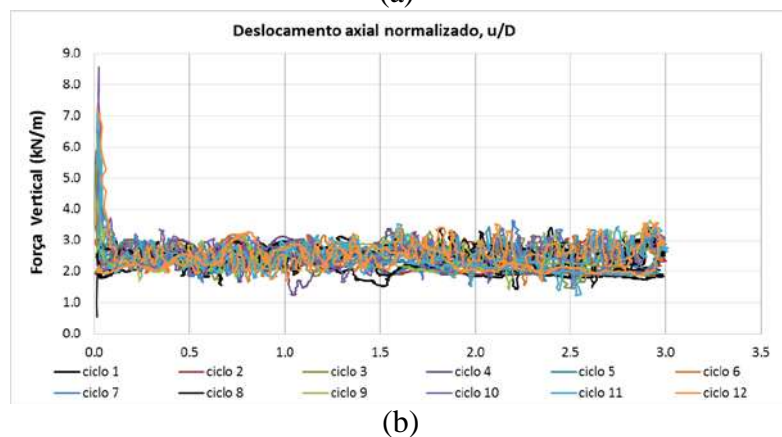 (a)
Deslocamento axial normalizado, u/D
Força Vertical (kN/m)
9.0
8.0
7.0
6.0
5.0
4.0
3.0
2.0
1.0
0.0
0.0 0.5 1.0 1.5 2.0 2.5 3.0 3.5
ciclo 1 ciclo 2 ciclo 3 ciclo 4 ciclo 5 ciclo 6
ciclo 7 ciclo 8 ciclo 9 ciclo 10 ciclo 11 ciclo 12
(b)